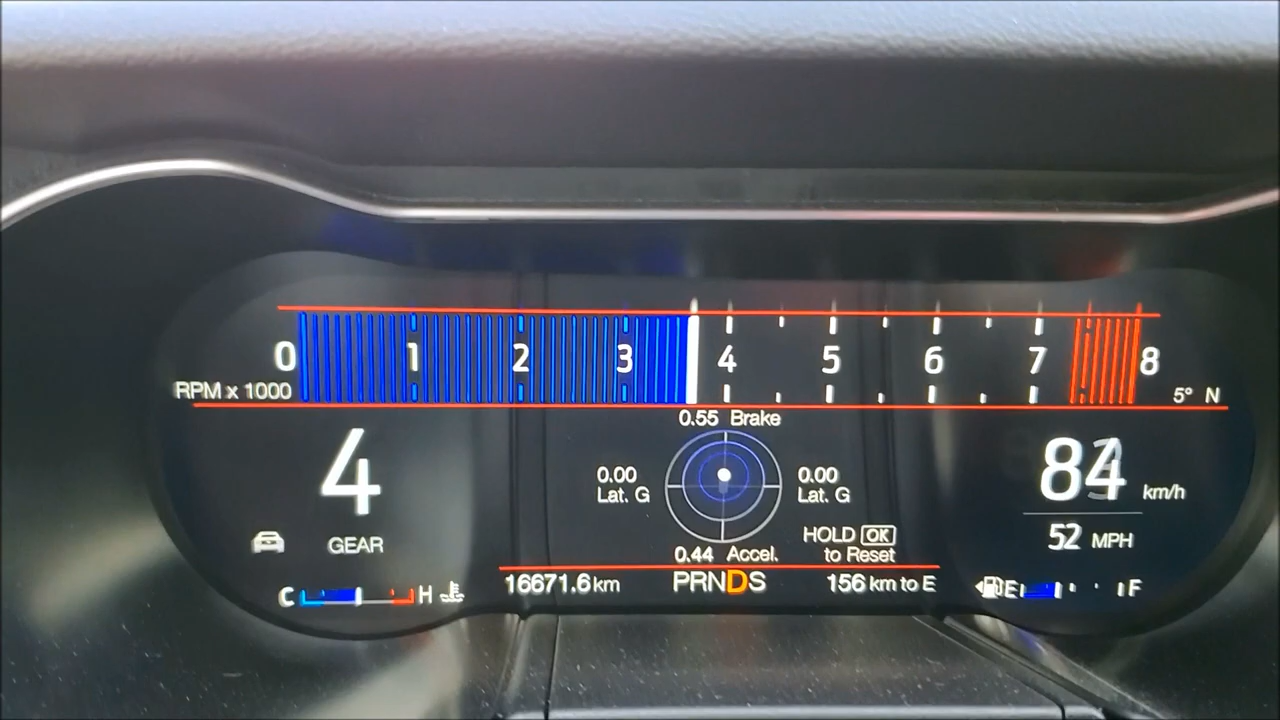 0 1 2 3 4 5 6 7 8
RPM x 1000
5° N
0.55 Brake
4
GEAR
0.00
Lat. G
0.00
Lat. G
84 km/h
52 MPH
HOLD OK
to Reset
0.44 Accel.
16671.6 km
PRNDS
156 km to E
C H
E F